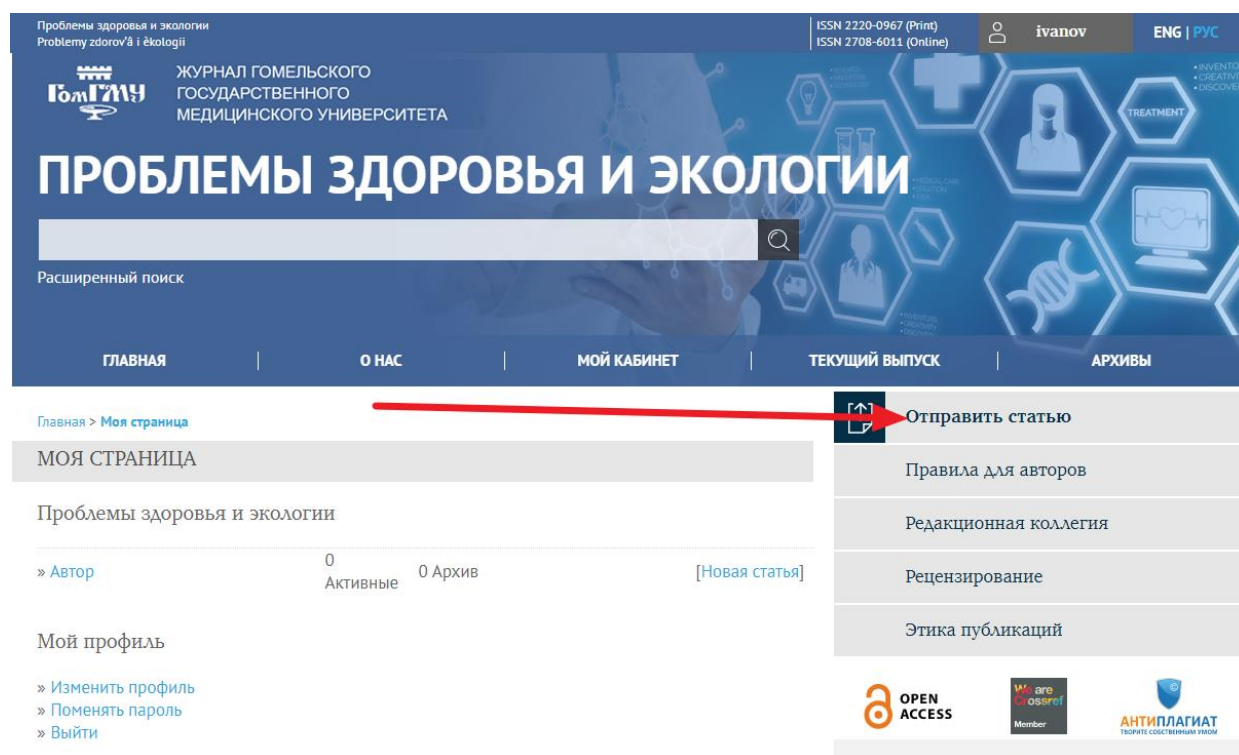 Проблемы здоровья и экологии
Problemy zdorov'â i èkologii
ISSN 2220-0967 (Print)
ISSN 2708-6011 (Online)
ivanov
ENG | РУС
ГомГМУ
ЖУРНАЛ ГОМЕЛЬСКОГО
ГОСУДАРСТВЕННОГО
МЕДИЦИНСКОГО УНИВЕРСИТЕТА
TREATMENT
ПРОБЛЕМЫ ЗДОРОВЬЯ И ЭКОЛОГИИ
Расширенный поиск
ГЛАВНАЯ
О НАС
МОЙ КАБИНЕТ
ТЕКУЩИЙ ВЫПУСК
АРХИВЫ
Главная > Моя страница
МОЯ СТРАНИЦА
Проблемы здоровья и экологии
» Автор
0
Активные
0 Архив
[Новая статья]
Мой профиль
» Изменить профиль
» Поменять пароль
» Выйти
Отправить статью
Правила для авторов
Редакционная коллегия
Рецензирование
Этика публикаций
OPEN
ACCESS
We are
Crossref
Member
АНТИПЛАГИАТ
ТВОРИТЕ СОБСТВЕННЫМ УМОМ